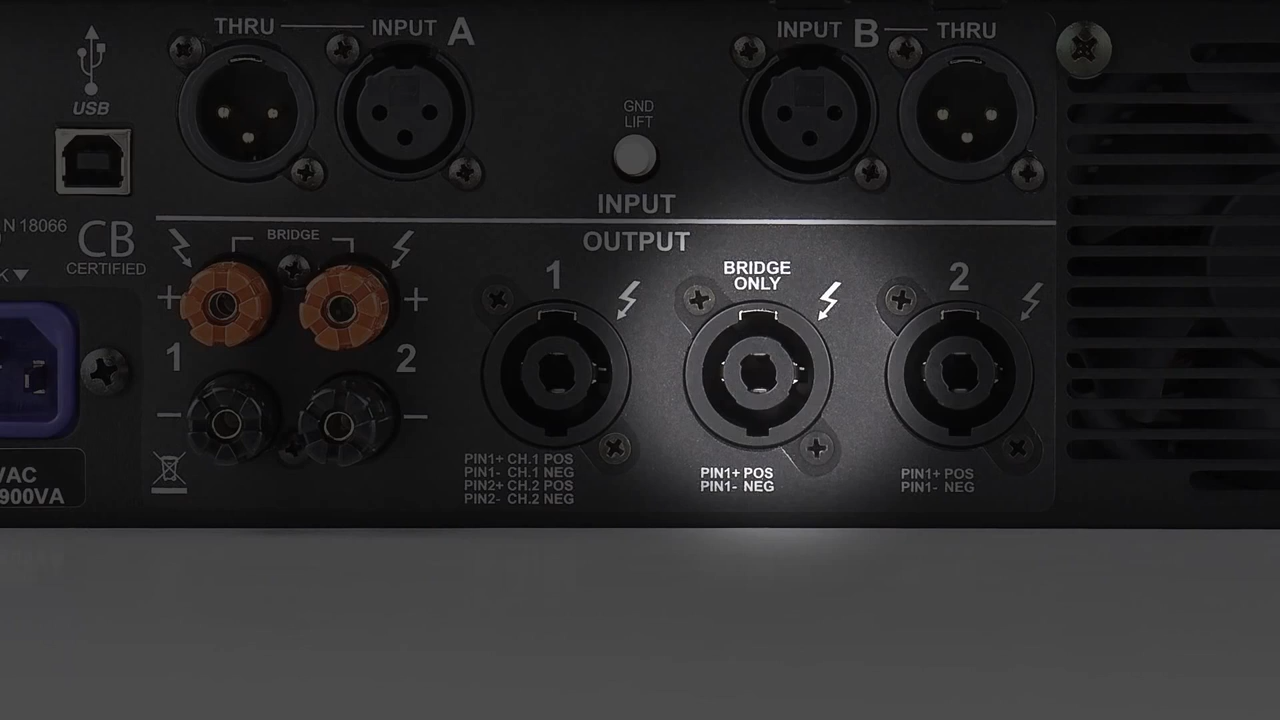 THRU INPUT A
INPUT B THRU
USB
GND
LIFT
INPUT
N 18066
CB
CERTIFIED
BRIDGE
OUTPUT
K
+ +
1 2
- -
1
BRIDGE
ONLY
2
VAC
900VA
PIN1+ CH.1 POS
PIN1- CH.1 NEG
PIN2+ CH.2 POS
PIN2- CH.2 NEG
PIN1+ POS
PIN1- NEG
PIN1+ POS
PIN1- NEG